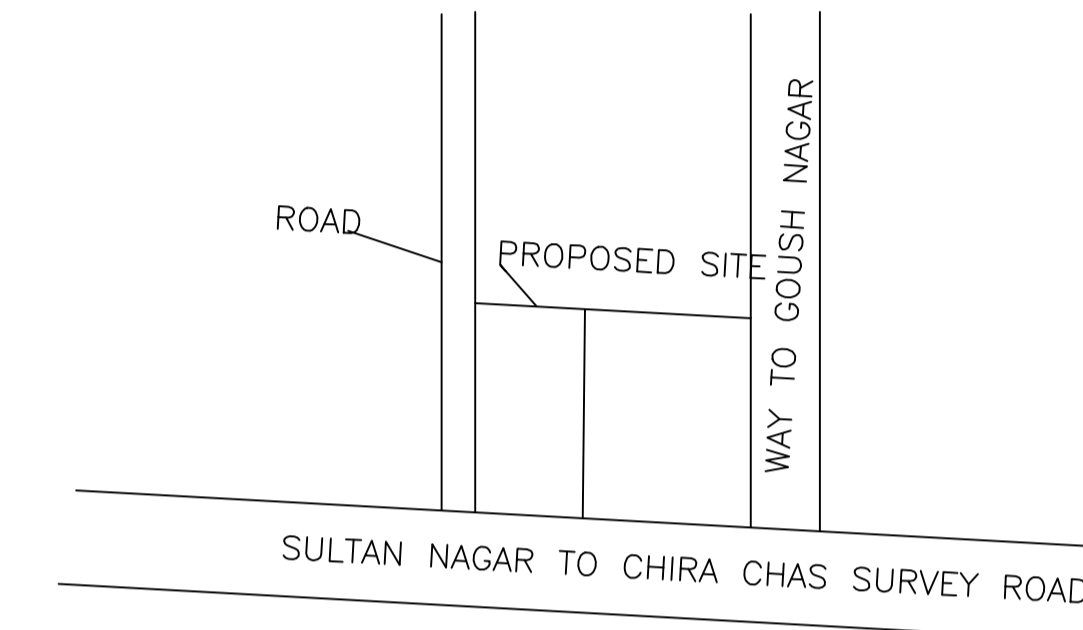 ROAD
PROPOSED SITE
WAY TO GOUSH NAGAR
SULTAN NAGAR TO CHIRA CHAS SURVEY ROAD